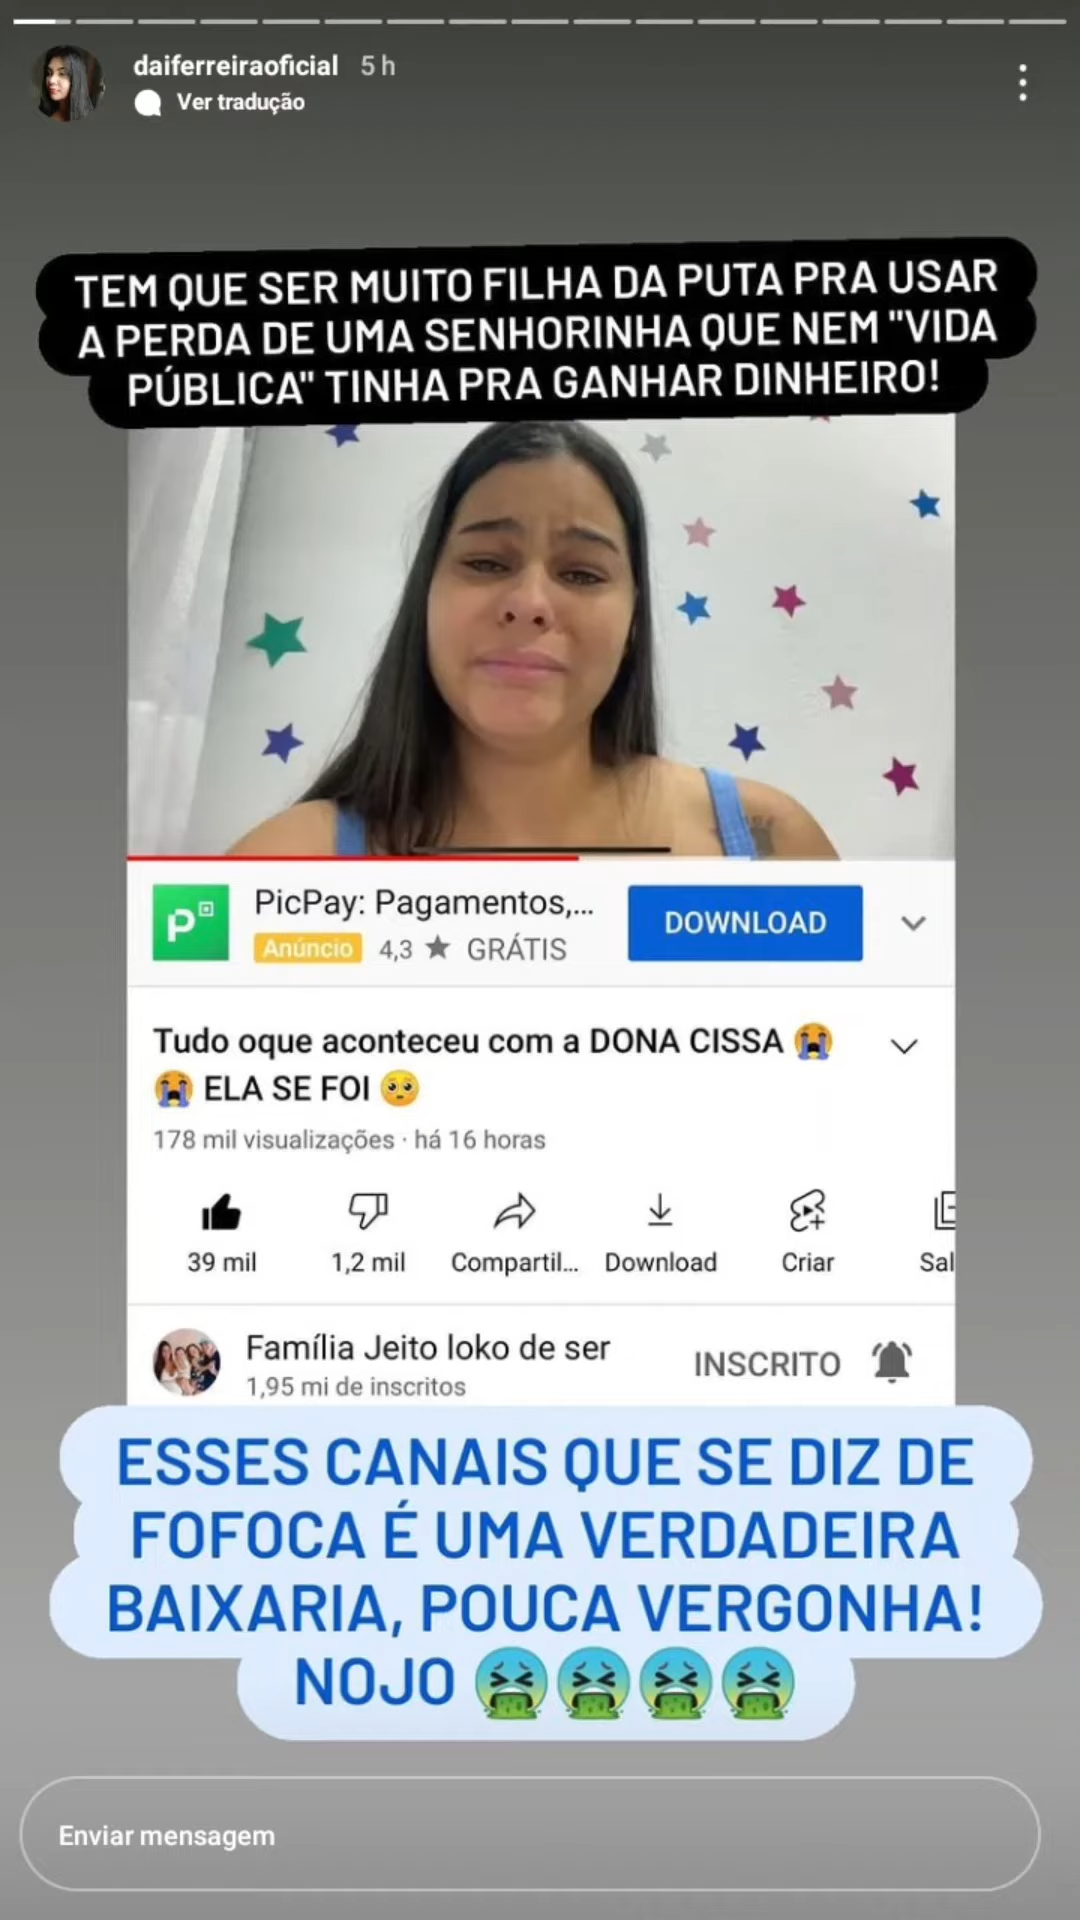 daiferreiraoficial 5 h
Ver tradução
TEM QUE SER MUITO FILHA DA PUTA PRA USAR
A PERDA DE UMA SENHORINHA QUE NEM "VIDA
PÚBLICA" TINHA PRA GANHAR DINHEIRO!
P
PicPay: Pagamentos,...
Anúncio 4,3 ★ GRÁTIS
DOWNLOAD
Tudo oque aconteceu com a DONA CISSA 😭
😭 ELA SE FOI 🥺
178 mil visualizações · há 16 horas
39 mil 1,2 mil Compartil... Download Criar Sal
Família Jeito loko de ser
1,95 mi de inscritos
INSCRITO
ESSES CANAIS QUE SE DIZ DE
FOFOCA É UMA VERDADEIRA
BAIXARIA, POUCA VERGONHA!
NOJO 🤮🤮🤮🤮
Enviar mensagem